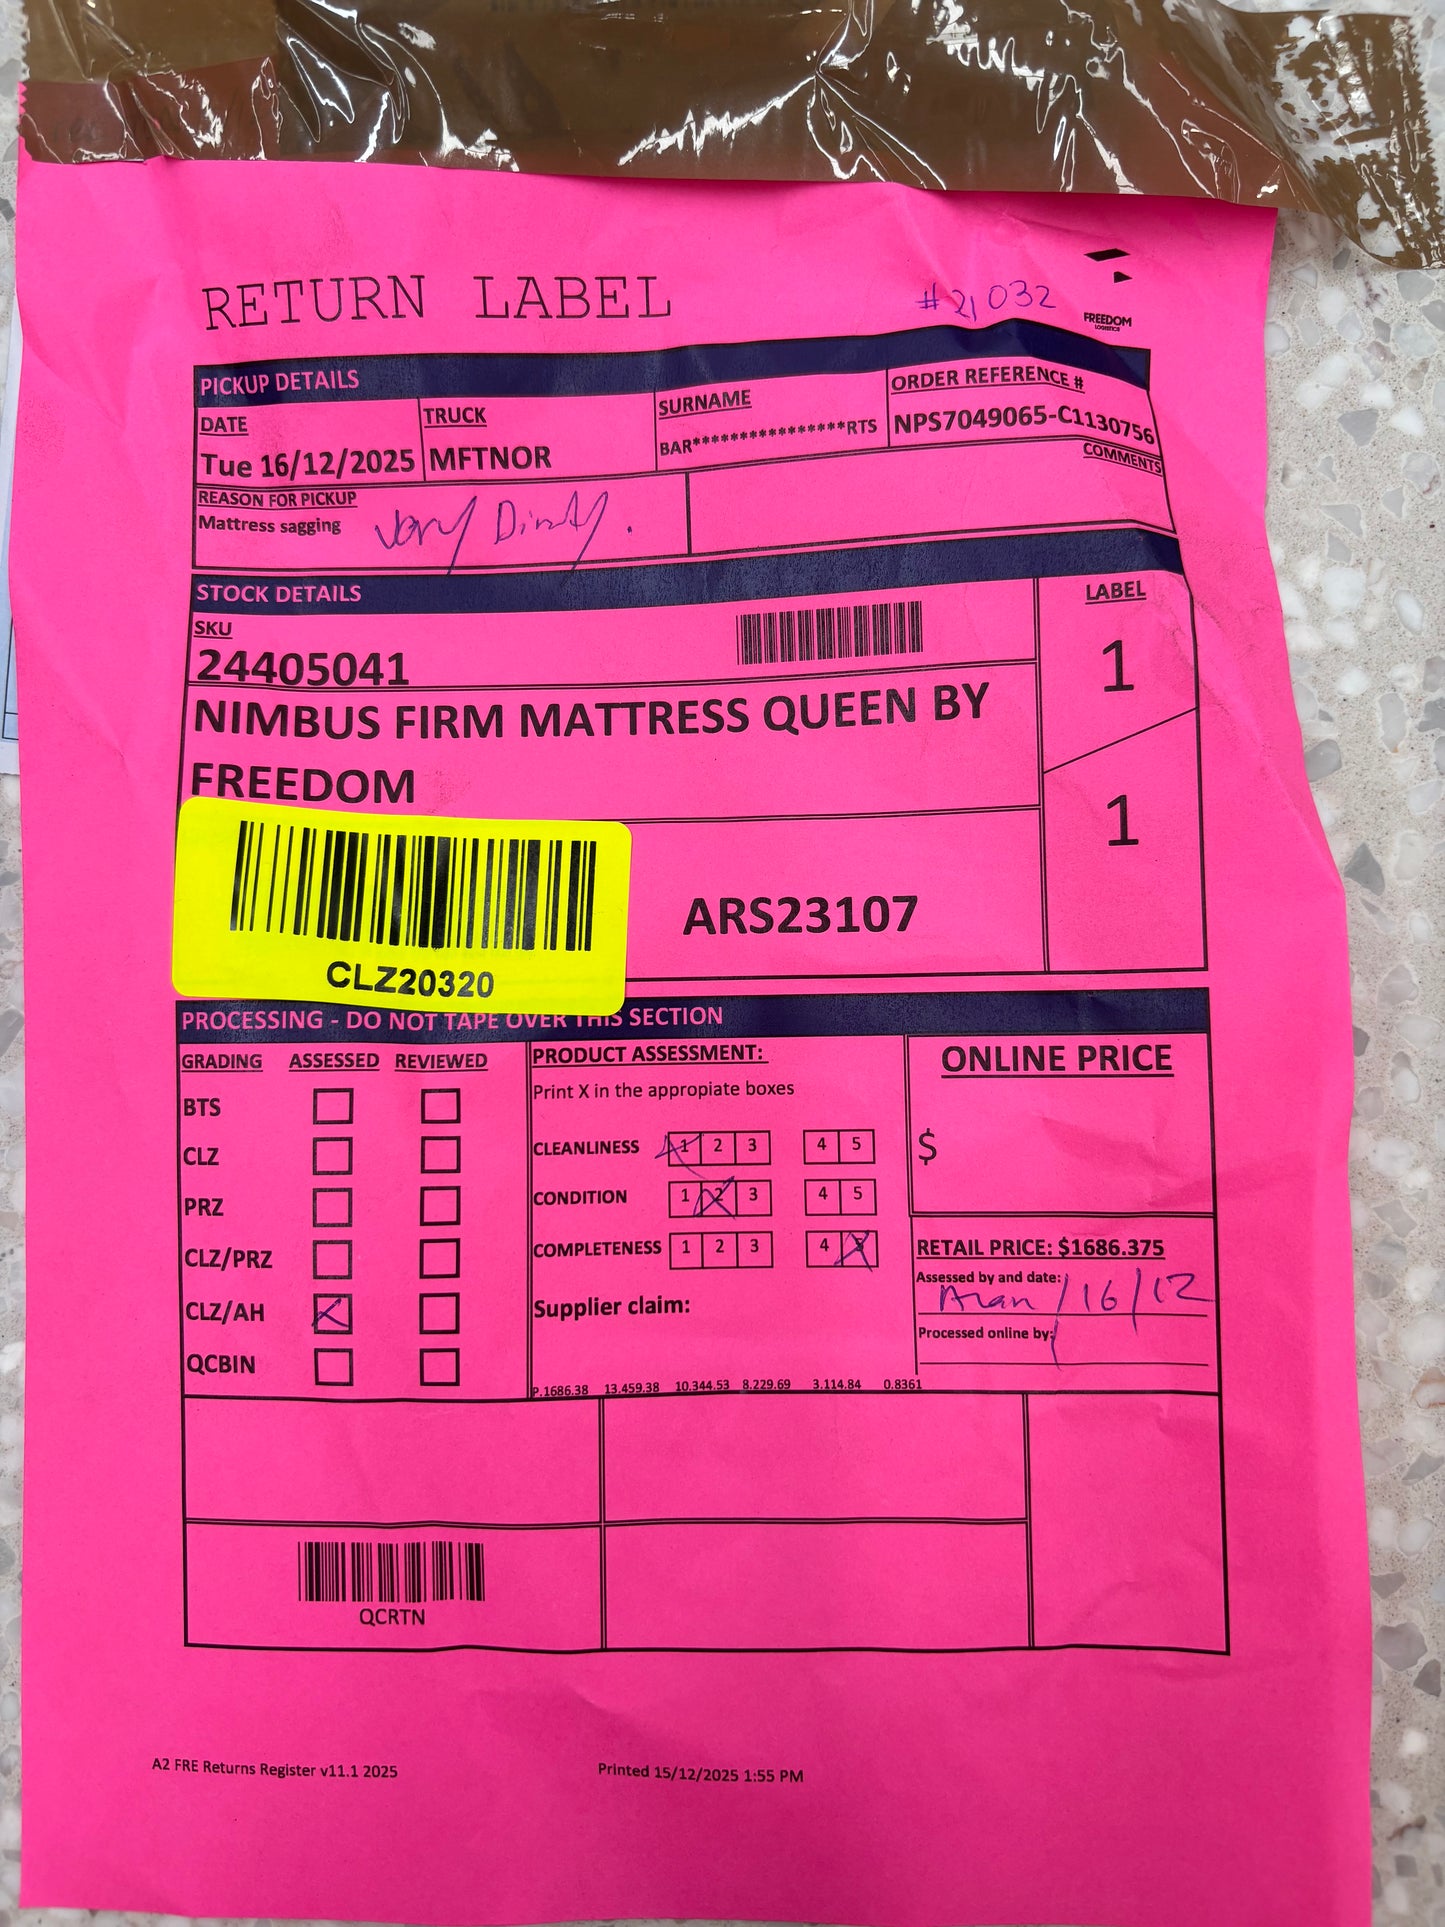 RETURN LABEL
#21032
FREEDOM
LOGISTICS
PICKUP DETAILS
DATE
Tue 16/12/2025
TRUCK
MFTNOR
SURNAME
BAR****************RTS
ORDER REFERENCE #
NPS7049065-C1130756
REASON FOR PICKUP
Mattress sagging
Very Dirty.
COMMENTS
STOCK DETAILS
SKU
24405041
NIMBUS FIRM MATTRESS QUEEN BY
FREEDOM
LABEL
1
1
CLZ20320
ARS23107
PROCESSING - DO NOT TAPE OVER THIS SECTION
GRADING ASSESSED REVIEWED
BTS
CLZ
PRZ
CLZ/PRZ
CLZ/AH X
QCBIN
PRODUCT ASSESSMENT:
Print X in the appropiate boxes
CLEANLINESS 1 2 3 4 5
CONDITION 1 2 3 4 5
COMPLETENESS 1 2 3 4 5
Supplier claim:
P.1686.38 13.459.38 10.344.53 8.229.69 3.114.84 0.8361
ONLINE PRICE
$
RETAIL PRICE: $1686.375
Assessed by and date:
Alan / 16/12
Processed online by:
QCRTN
A2 FRE Returns Register v11.1 2025
Printed 15/12/2025 1:55 PM